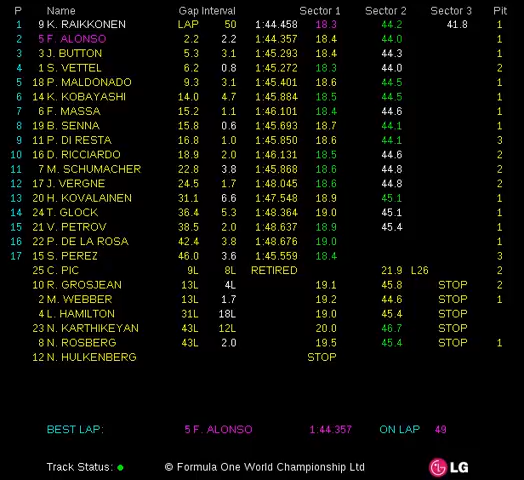 P Name Gap Interval Sector 1 Sector 2 Sector 3 Pit
1 9 K. RAIKKONEN LAP 50 1:44.458 18.3 44.2 41.8 1
2 5 F. ALONSO 2.2 2.2 1:44.357 18.4 44.0 1
3 3 J. BUTTON 5.3 3.1 1:45.293 18.4 44.3 1
4 1 S. VETTEL 6.2 0.8 1:45.272 18.3 44.0 2
5 18 P. MALDONADO 9.3 3.1 1:45.401 18.6 44.5 1
6 14 K. KOBAYASHI 14.0 4.7 1:45.884 18.5 44.5 1
7 6 F. MASSA 15.2 1.1 1:46.101 18.4 44.6 1
8 19 B. SENNA 15.8 0.6 1:45.693 18.7 44.1 2
9 11 P. DI RESTA 16.8 1.0 1:45.850 18.6 44.1 3
10 16 D. RICCIARDO 18.9 2.0 1:46.131 18.5 44.6 2
11 7 M. SCHUMACHER 22.8 3.8 1:45.868 18.6 44.8 2
12 17 J. VERGNE 24.5 1.7 1:48.045 18.6 44.8 2
13 20 H. KOVALAINEN 31.1 6.6 1:47.548 18.9 45.1 1
14 24 T. GLOCK 36.4 5.3 1:48.364 19.0 45.1 1
15 21 V. PETROV 38.5 2.0 1:48.637 18.9 45.4 1
16 22 P. DE LA ROSA 42.4 3.8 1:48.676 19.0 1
17 15 S. PEREZ 46.0 3.6 1:45.559 18.4 3
25 C. PIC 9L 8L RETIRED 21.9 L26 2
10 R. GROSJEAN 13L 4L 19.1 45.8 STOP 2
2 M. WEBBER 13L 1.7 19.2 44.6 STOP 1
4 L. HAMILTON 31L 18L 19.0 45.4 STOP
23 N. KARTHIKEYAN 43L 12L 20.0 46.7 STOP
8 N. ROSBERG 43L 2.0 19.5 45.4 STOP 1
12 N. HULKENBERG STOP
BEST LAP: 5 F. ALONSO 1:44.357 ON LAP 49
Track Status: © Formula One World Championship Ltd LG